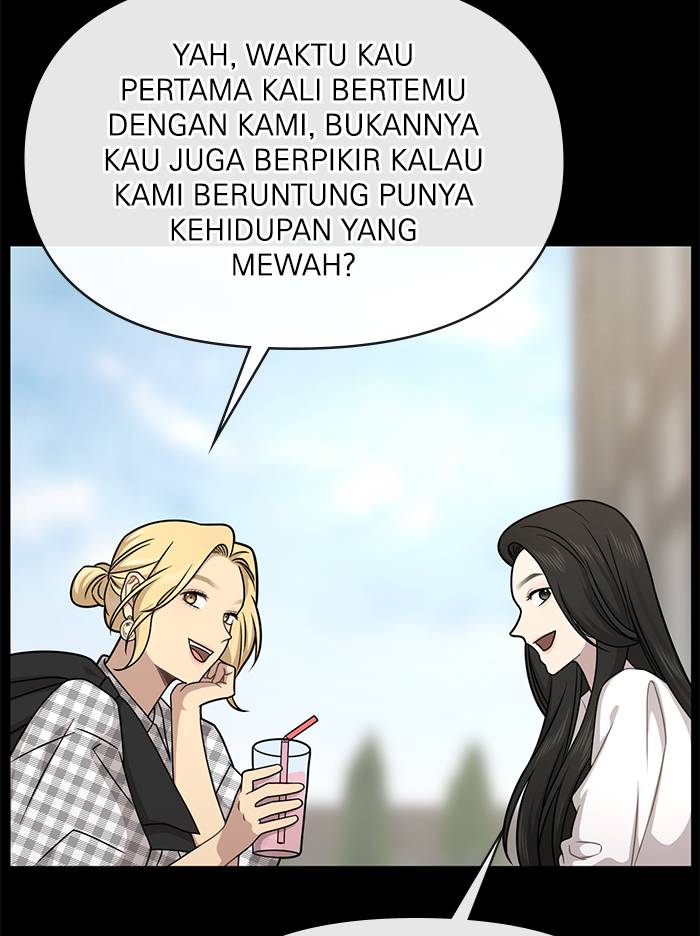 YAH, WAKTU KAU
PERTAMA KALI BERTEMU
DENGAN KAMI, BUKANNYA
KAU JUGA BERPIKIR KALAU
KAMI BERUNTUNG PUNYA
KEHIDUPAN YANG
MEWAH?